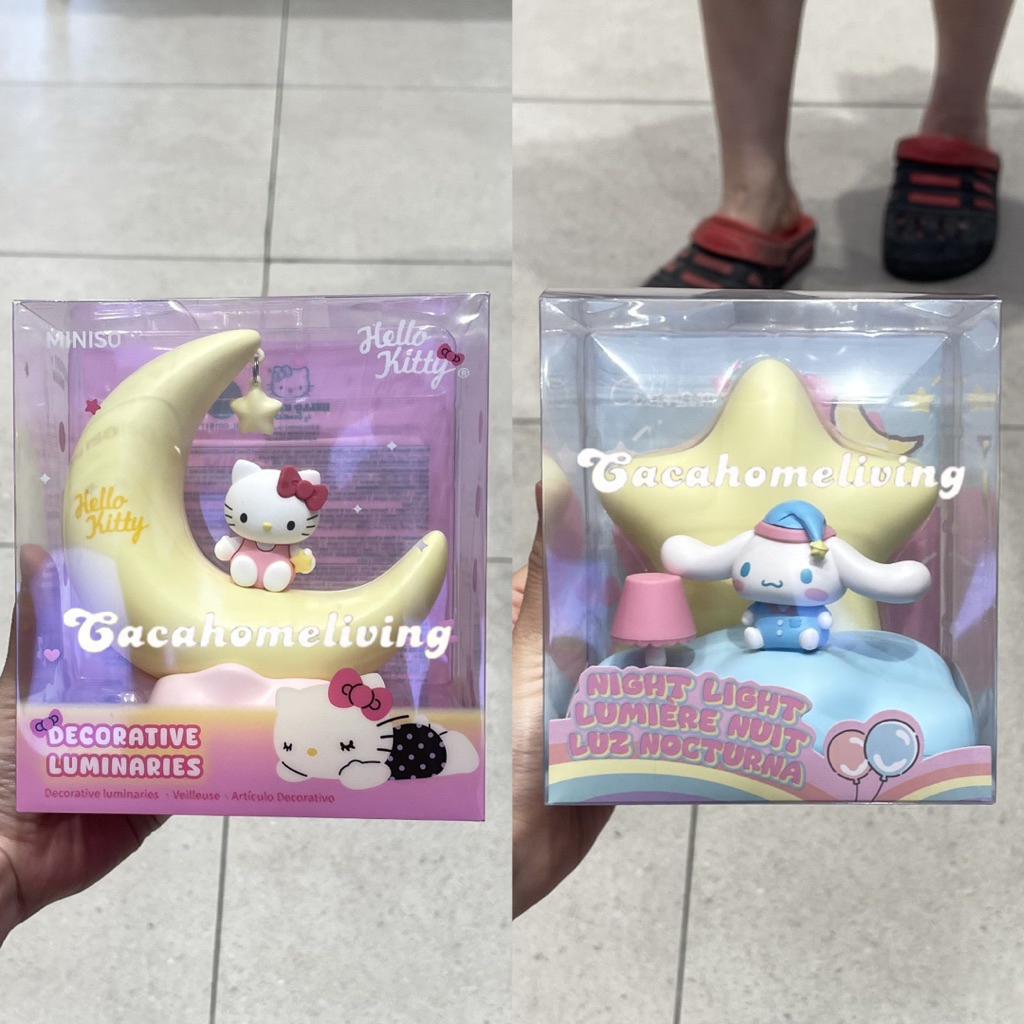 MINISO
Hello
Kitty
®
Hello
Kitty
Cacahomeliving
DECORATIVE
LUMINARIES
Decorative luminaries · Veilleuse · Artículo Decorativo
Cacahomeliving
NIGHT LIGHT
LUMIÈRE NUIT
LUZ NOCTURNA